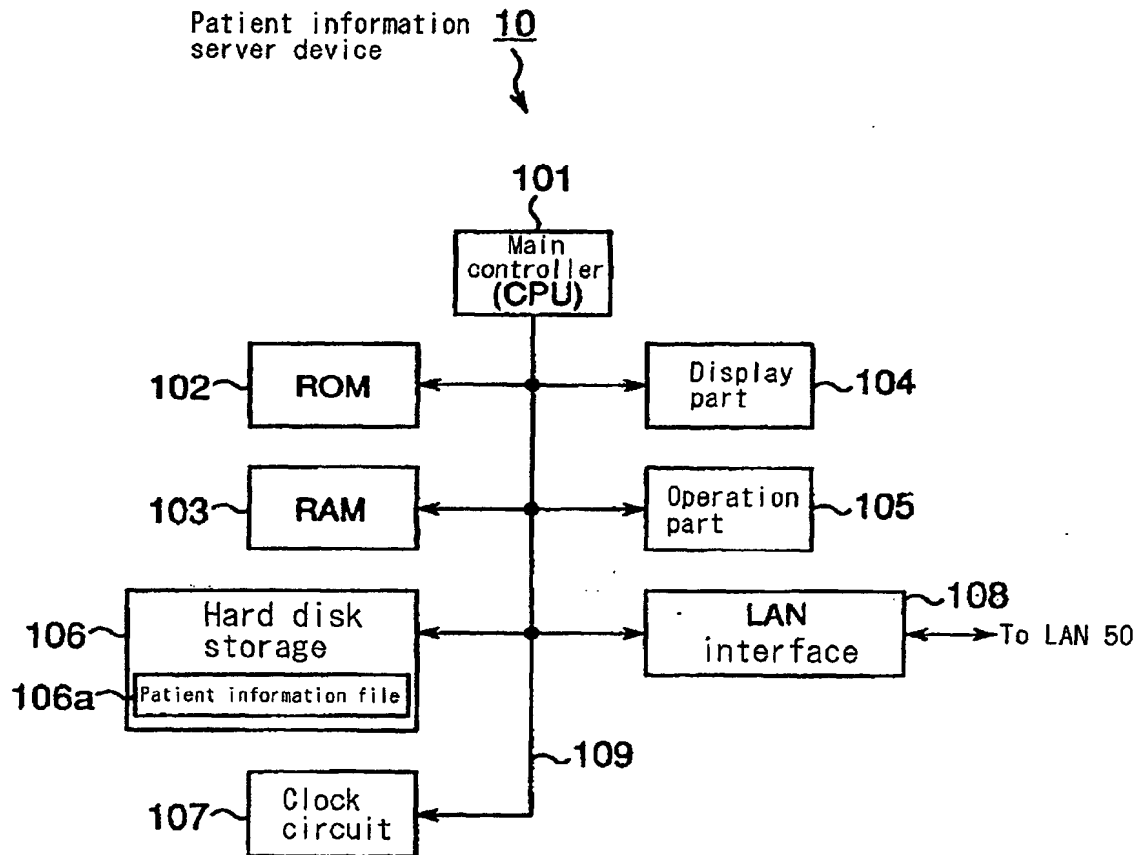 Patient information 10
server device
101
Main
controller
(CPU)
102
ROM
Display
part
104
103
RAM
Operation
part
105
106
Hard disk
storage
106a
Patient information file
LAN
interface
108
To LAN 50
109
107
Clock
circuit